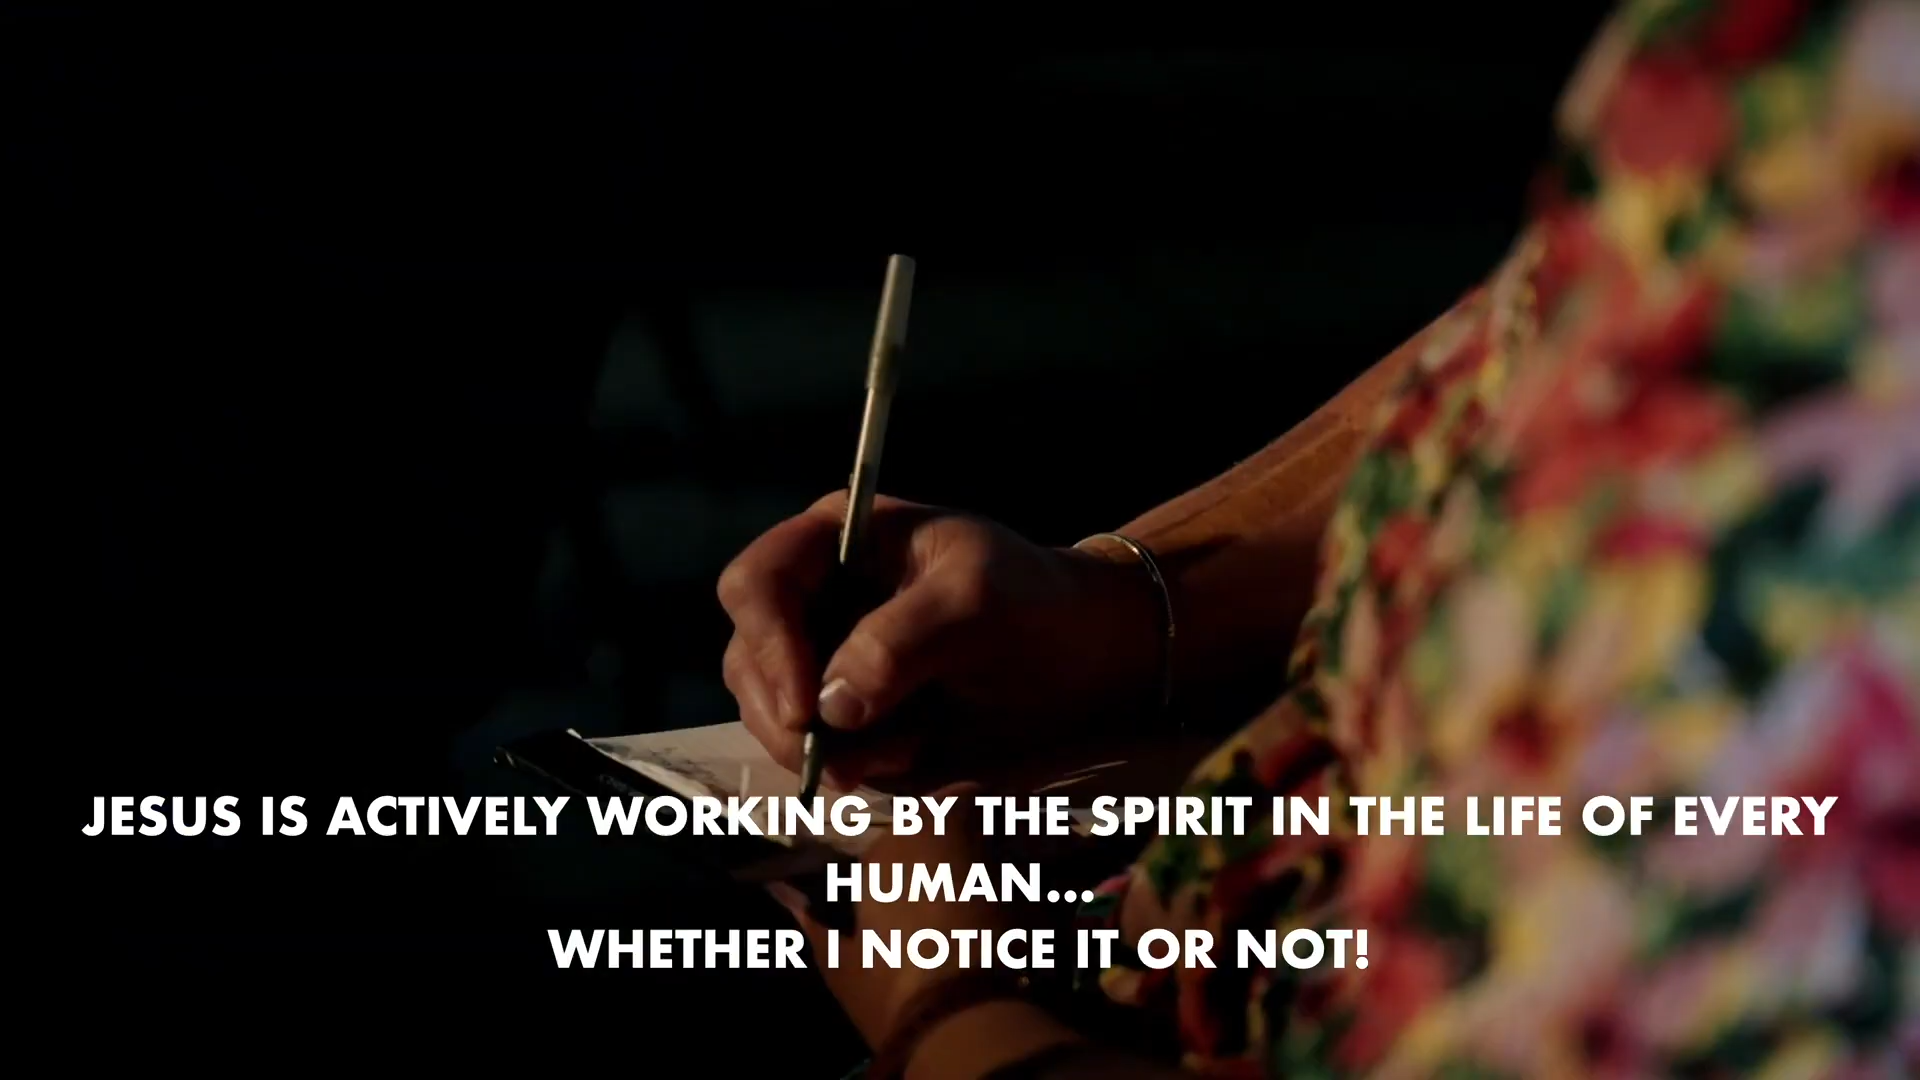 JESUS IS ACTIVELY WORKING BY THE SPIRIT IN THE LIFE OF EVERY
HUMAN...
WHETHER I NOTICE IT OR NOT!